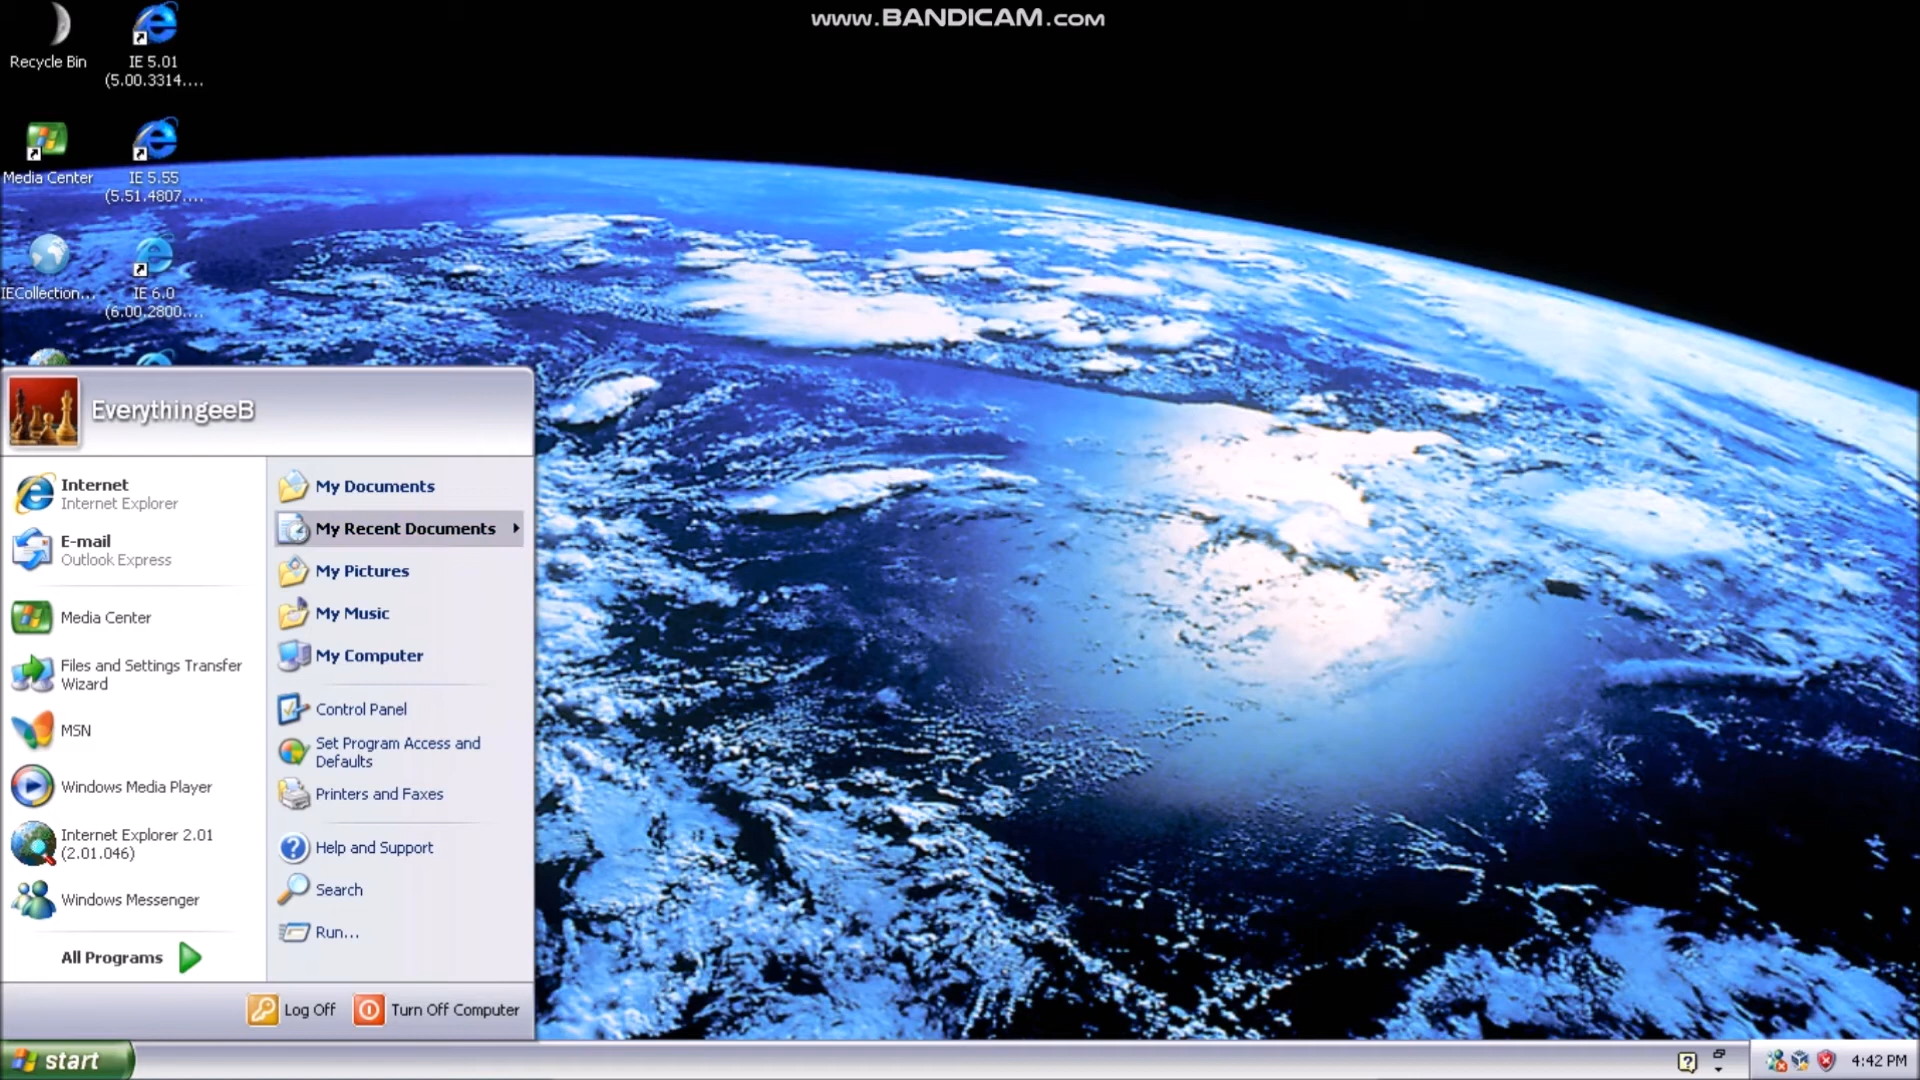 www.BANDICAM.com
Recycle Bin
IE 5.01
(5.00.3314....
Media Center
IE 5.55
(5.51.4807....
IECollection...
IE 6.0
(6.00.2800....
EverythingeeB
Internet
Internet Explorer
E-mail
Outlook Express
Media Center
Files and Settings Transfer
Wizard
MSN
Windows Media Player
Internet Explorer 2.01
(2.01.046)
Windows Messenger
All Programs
My Documents
My Recent Documents
My Pictures
My Music
My Computer
Control Panel
Set Program Access and
Defaults
Printers and Faxes
Help and Support
Search
Run...
Log Off
Turn Off Computer
start
4:42 PM